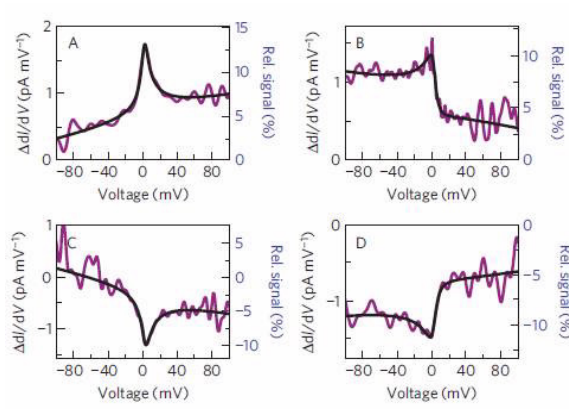 A
ΔdI/dV (pA mV⁻¹)
2
1
0
15
10
5
0
Rel. signal (%)
−80 −40 0 40 80
Voltage (mV)
B
ΔdI/dV (pA mV⁻¹)
1
0
10
5
0
Rel. signal (%)
−80 −40 0 40 80
Voltage (mV)
C
ΔdI/dV (pA mV⁻¹)
1
0
−1
5
0
−5
−10
Rel. signal (%)
−80 −40 0 40 80
Voltage (mV)
D
ΔdI/dV (pA mV⁻¹)
0
−1
0
−5
−10
Rel. signal (%)
−80 −40 0 40 80
Voltage (mV)